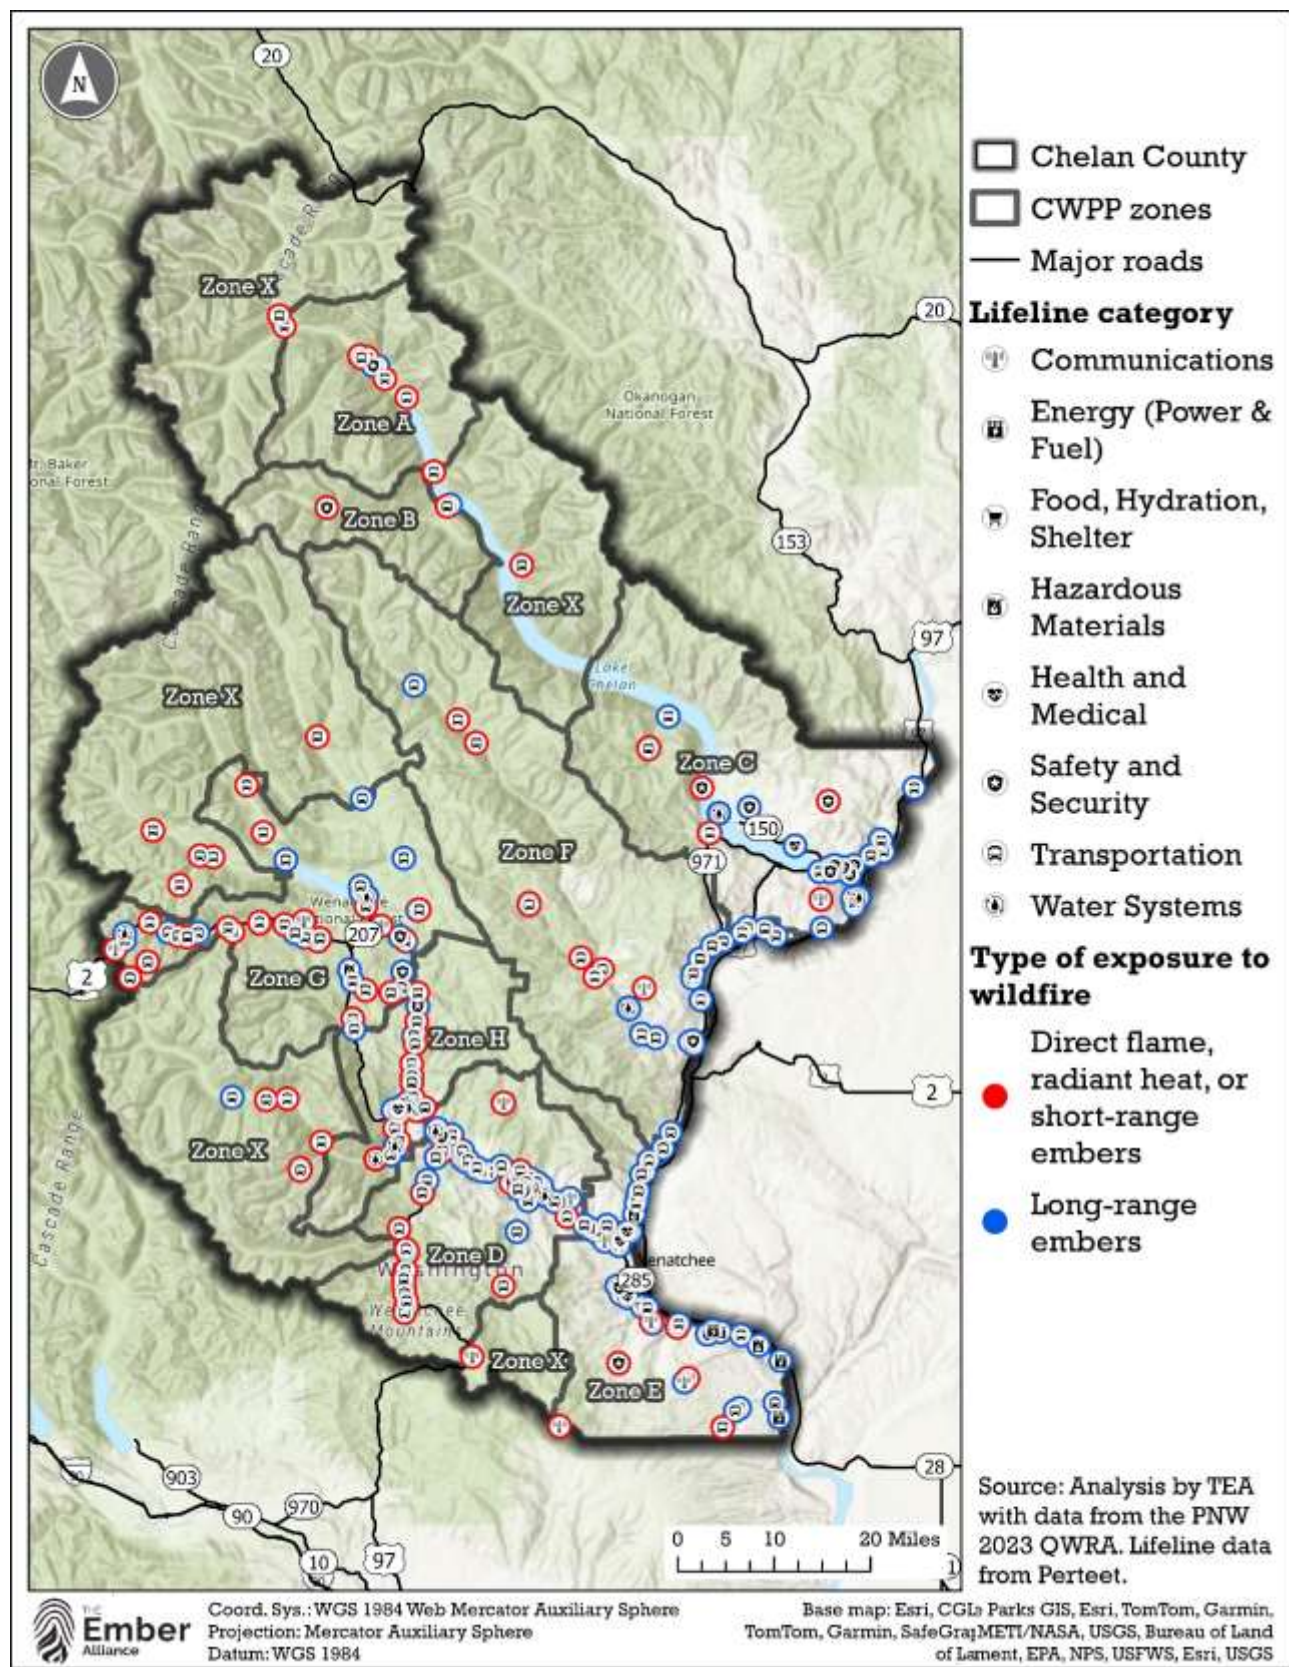 N
20
Cascade Range
Zone X
20
Okanogan
National Forest
Zone A
Zone B
153
Zone X
97
Lake
Chelan
Zone X
Zone C
150
Zone F
971
207
2
Zone G
Zone H
2
Zone X
Cascade Range
Zone D
Washington
285
Mountains
Zone X
Zone E
28
903
970
90
10
97
0 5 10 20 Miles
Chelan County
CWPP zones
Major roads
Lifeline category
Communications
Energy (Power &
Fuel)
Food, Hydration,
Shelter
Hazardous
Materials
Health and
Medical
Safety and
Security
Transportation
Water Systems
Type of exposure to
wildfire
Direct flame,
radiant heat, or
short-range
embers
Long-range
embers
Source: Analysis by TEA
with data from the PNW
2023 QWRA. Lifeline data
from Perteet.
THE
Ember
Alliance
Coord. Sys.: WGS 1984 Web Mercator Auxiliary Sphere
Projection: Mercator Auxiliary Sphere
Datum: WGS 1984
Base map: Esri, Parks GIS, Esri, TomTom, Garmin,
TomTom, Garmin, METI/NASA, USGS, Bureau of Land
EPA, NPS, USFWS, Esri, USGS